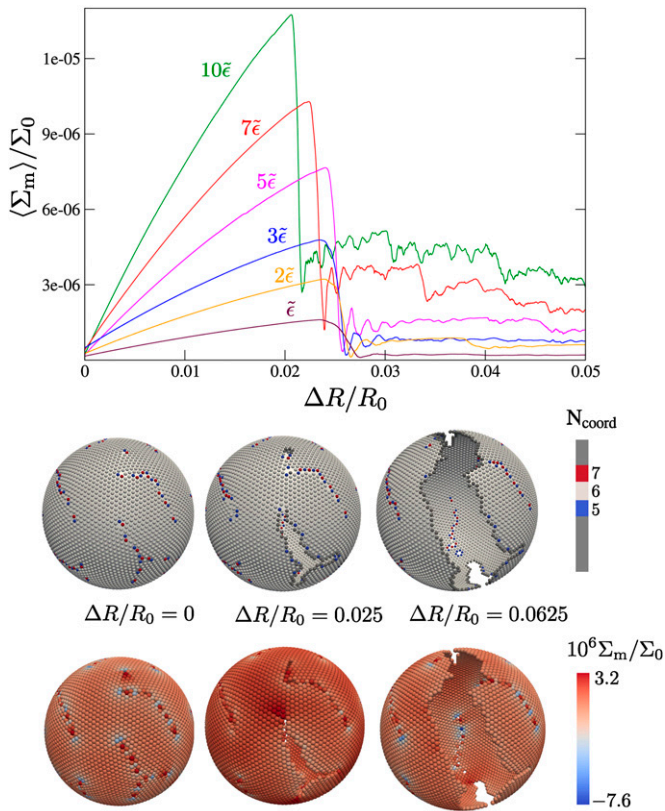 1e-05
9e-06
6e-06
3e-06
⟨Σm⟩/Σ0
10ϵ̃
7ϵ̃
5ϵ̃
3ϵ̃
2ϵ̃
ϵ̃
0 0.01 0.02 0.03 0.04 0.05
ΔR/R0
Ncoord
7
6
5
ΔR/R0 = 0 ΔR/R0 = 0.025 ΔR/R0 = 0.0625
10⁶Σm/Σ0
3.2
−7.6